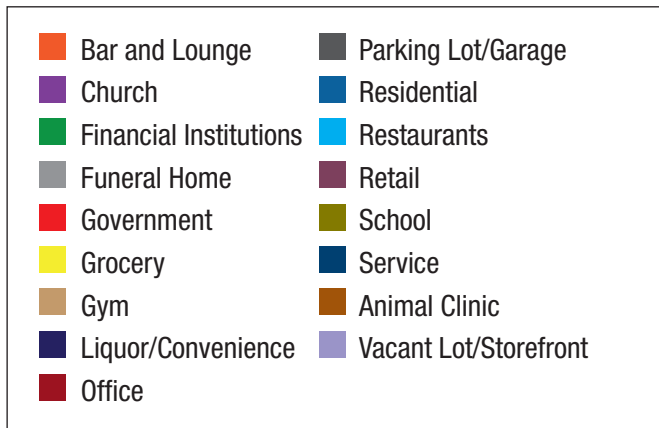 Bar and Lounge
Church
Financial Institutions
Funeral Home
Government
Grocery
Gym
Liquor/Convenience
Office
Parking Lot/Garage
Residential
Restaurants
Retail
School
Service
Animal Clinic
Vacant Lot/Storefront